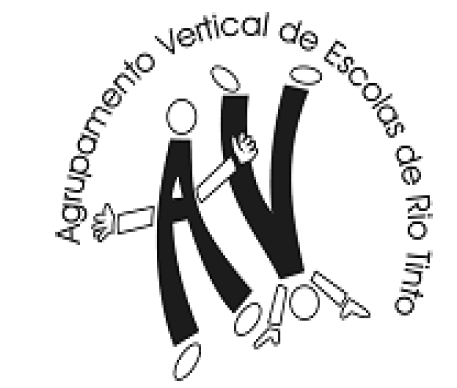 Agrupamento Vertical de Escolas de Rio Tinto
AV